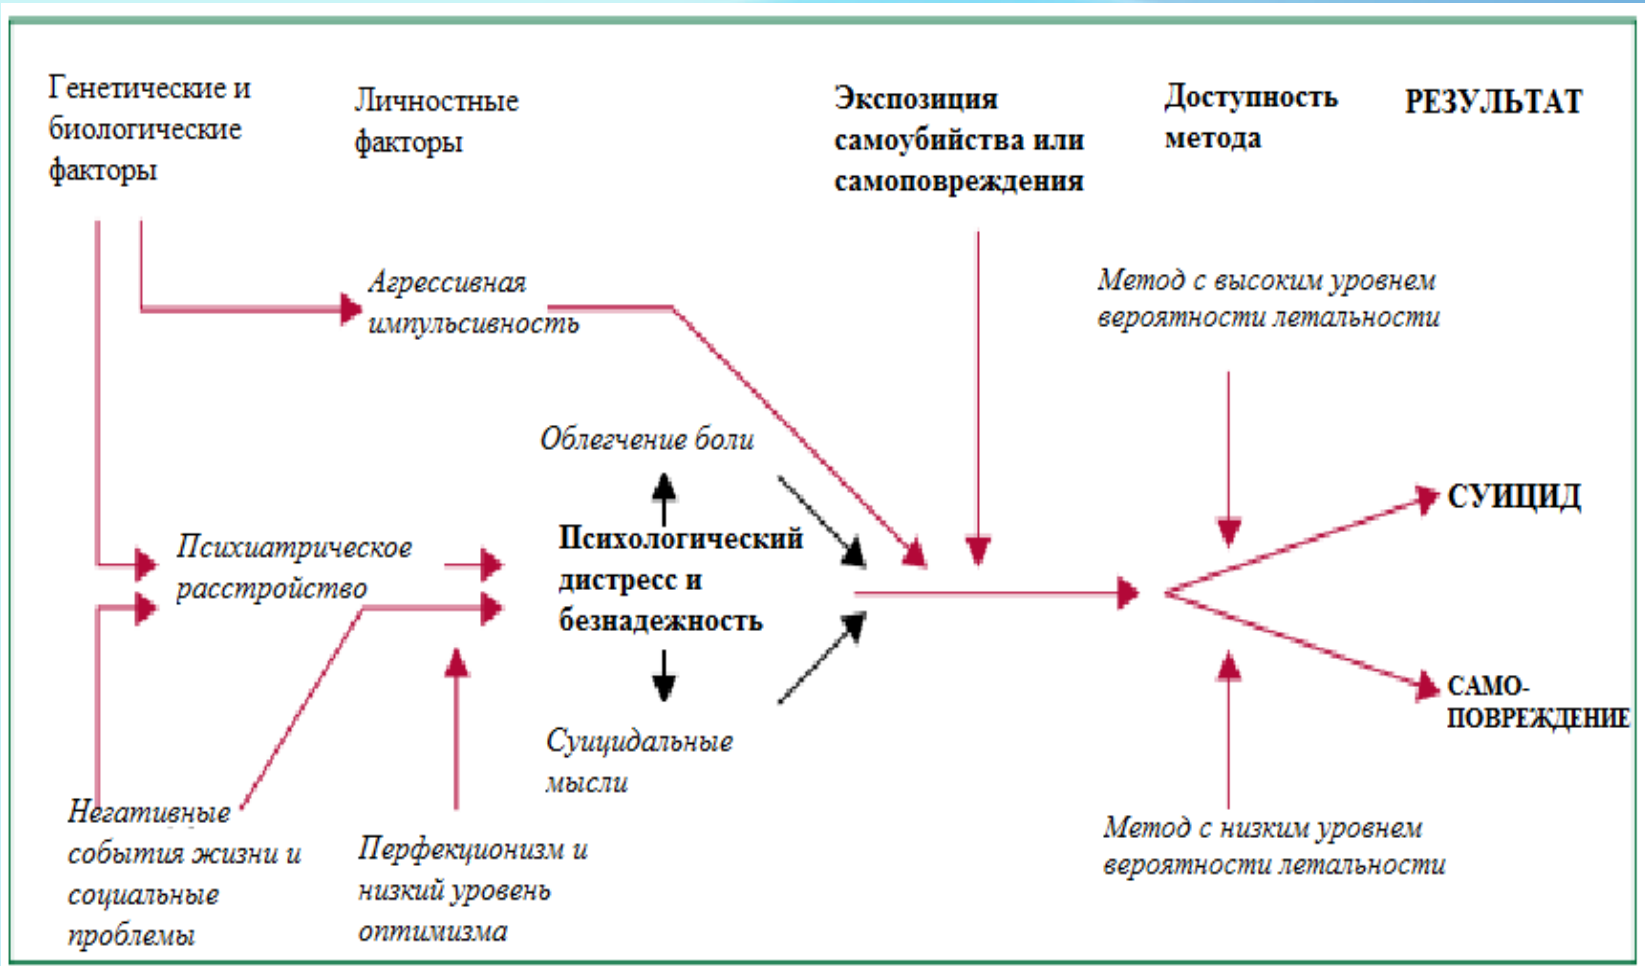 Генетические и
биологические
факторы
Личностные
факторы
Экспозиция
самоубийства или
самоповреждения
Доступность
метода
РЕЗУЛЬТАТ
Агрессивная
импульсивность
Метод с высоким уровнем
вероятности летальности
Облегчение боли
Психиатрическое
расстройство
Психологический
дистресс и
безнадежность
СУИЦИД
САМО-
ПОВРЕЖДЕНИЕ
Суицидальные
мысли
Негативные
события жизни и
социальные
проблемы
Перфекционизм и
низкий уровень
оптимизма
Метод с низким уровнем
вероятности летальности